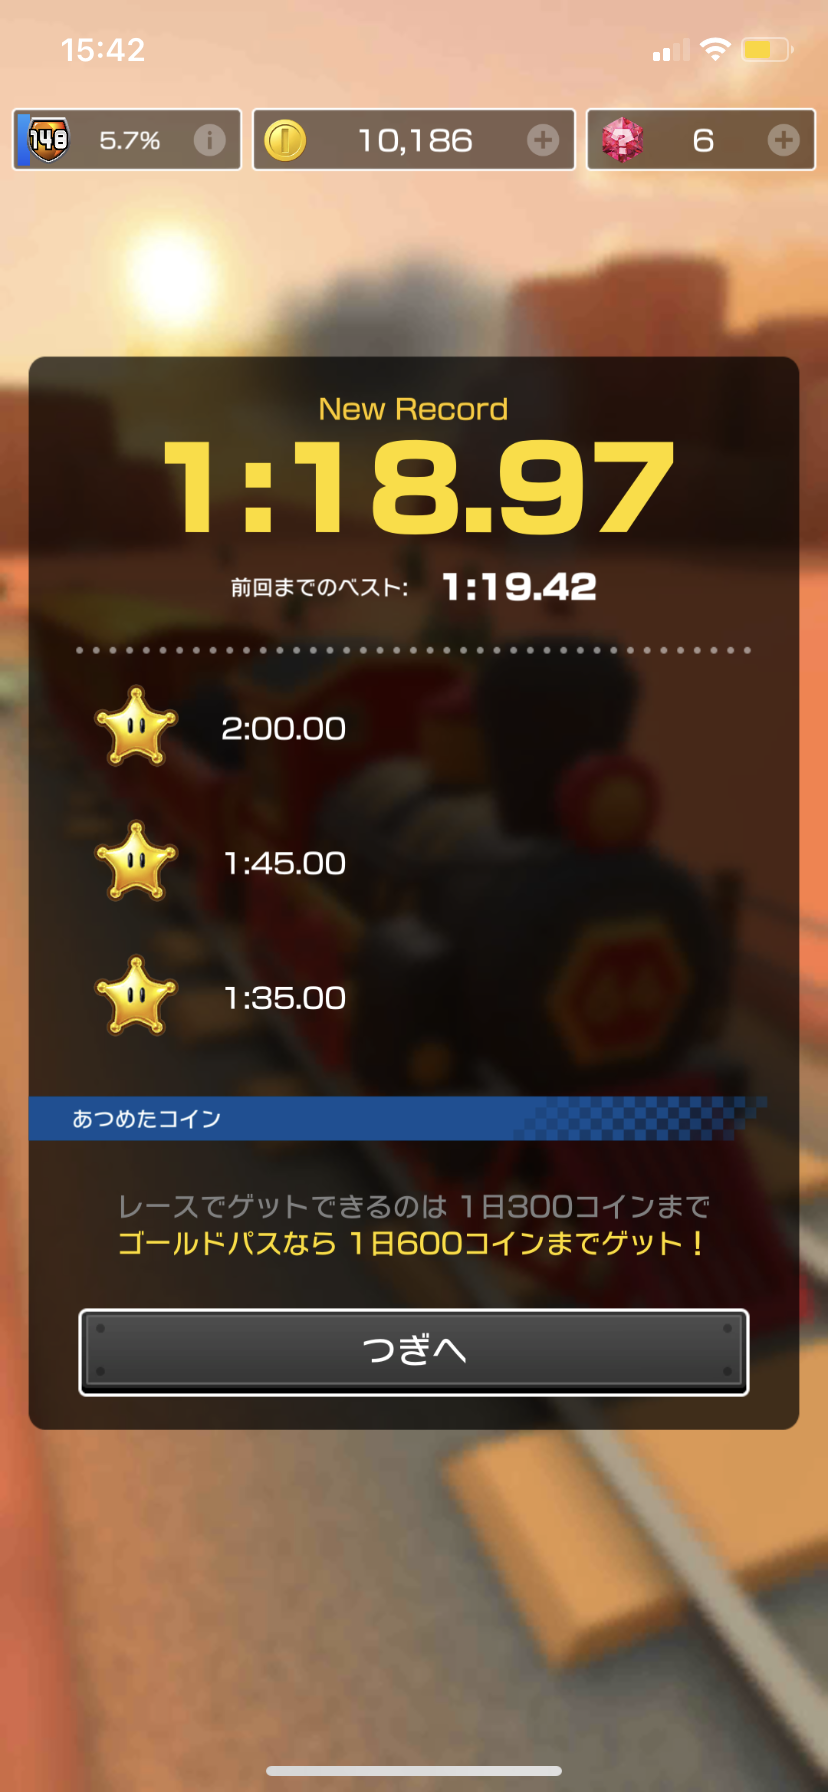 15:42
148 5.7% i 10,186 + ? 6 +
New Record
1:18.97
前回までのベスト: 1:19.42
2:00.00
1:45.00
1:35.00
あつめたコイン
レースでゲットできるのは 1日300コインまで
ゴールドパスなら 1日600コインまでゲット！
つぎへ